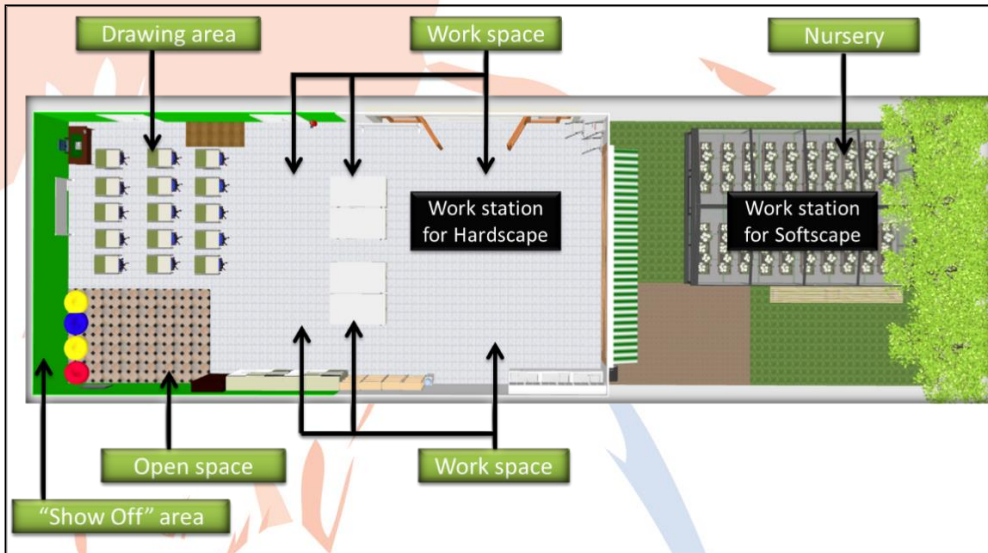 Drawing area
Work space
Nursery
Work station
for Hardscape
Work station
for Softscape
Open space
Work space
“Show Off” area